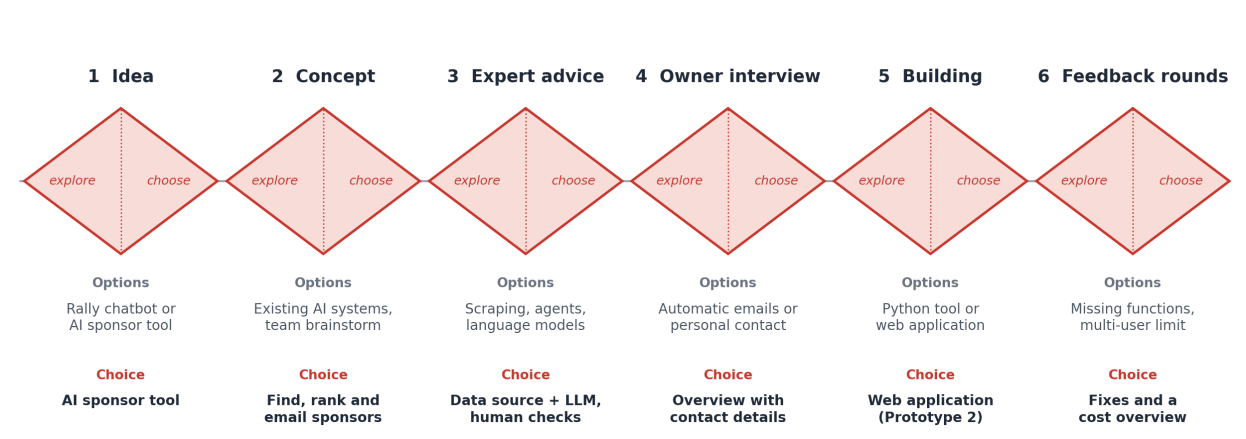 1 Idea
2 Concept
3 Expert advice
4 Owner interview
5 Building
6 Feedback rounds
explore choose
explore choose
explore choose
explore choose
explore choose
explore choose
Options
Rally chatbot or
AI sponsor tool
Choice
AI sponsor tool
Options
Existing AI systems,
team brainstorm
Choice
Find, rank and
email sponsors
Options
Scraping, agents,
language models
Choice
Data source + LLM,
human checks
Options
Automatic emails or
personal contact
Choice
Overview with
contact details
Options
Python tool or
web application
Choice
Web application
(Prototype 2)
Options
Missing functions,
multi-user limit
Choice
Fixes and a
cost overview